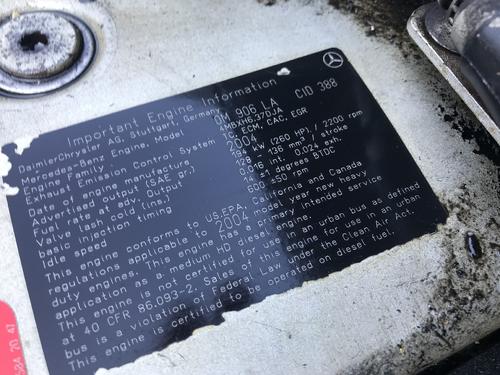 Important Engine Information
DaimlerChrysler AG, Stuttgart, Germany
Mercedes-Benz Engine, Model OM 906 LA CID 388
Engine Family 4MBXH6.37DJA
Exhaust Emission Control System ECM, CAC, EGR
Date of engine manufacture 2004
Advertised output (SAE gr.) 194 kW (260 HP) / 2200 rpm
Fuel rate at adv. Output 128 - 136 mm³ / stroke
Valve lash cold (ins.) 0.016 int. 0.024 exh.
basic injection timing 14 ±1 degrees BTDC
Idle speed 600 ±50 rpm
This engine conforms to US.EPA, California and Canada
regulations applicable to 2004 model year new heavy
duty engines. This engine has a primary intended service
application as a medium HD diesel engine.
This engine is not certified for use in an urban bus as defined
at 40 CFR 86.093-2. Sales of this engine for use in an urban
bus is a violation of Federal Law under the Clean Air Act.
This engine is certified to be operated on diesel fuel.